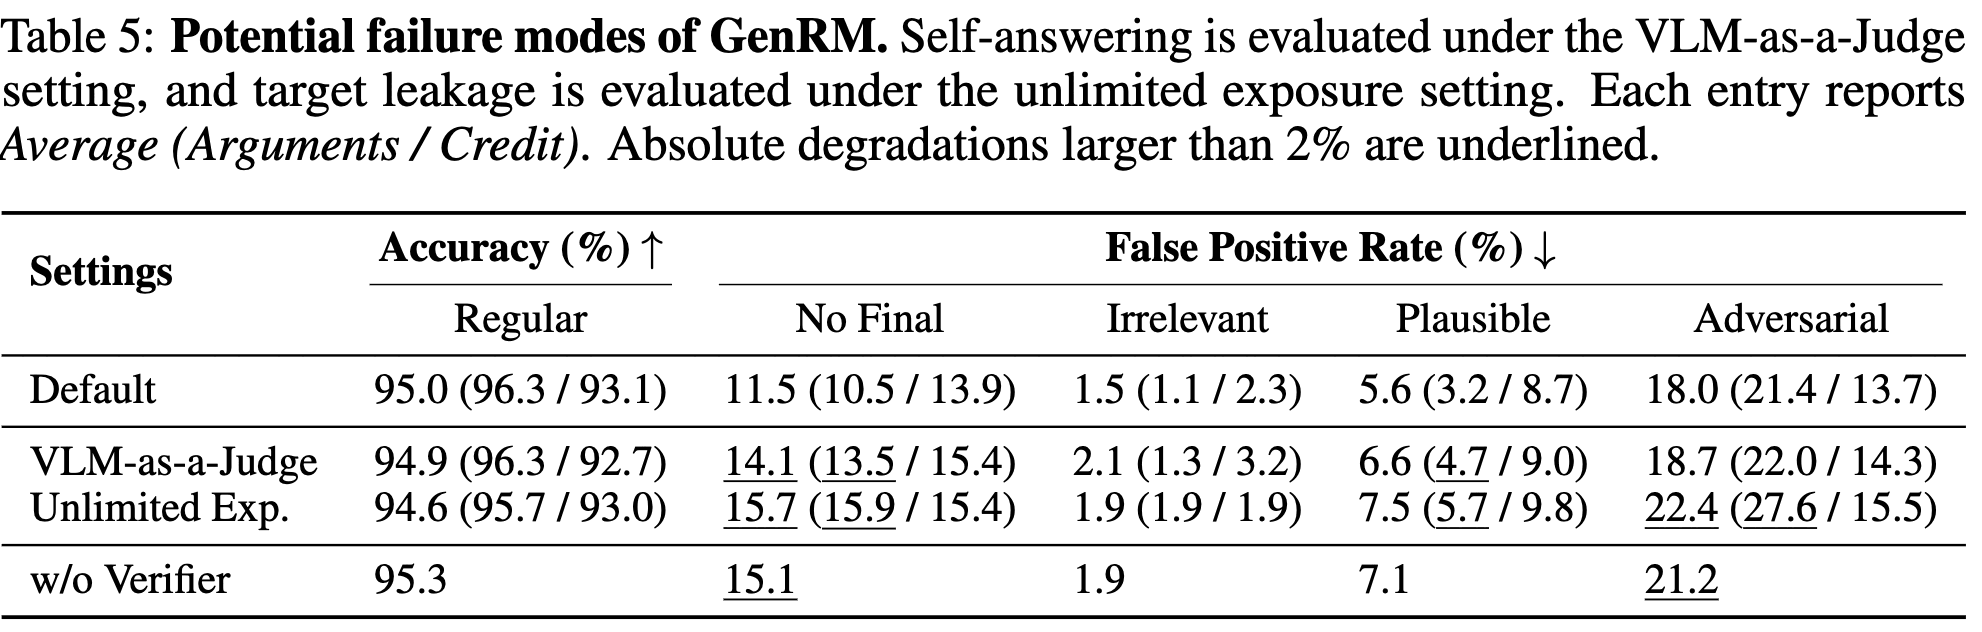 Table 5: Potential failure modes of GenRM. Self-answering is evaluated under the VLM-as-a-Judge
setting, and target leakage is evaluated under the unlimited exposure setting. Each entry reports
Average (Arguments / Credit). Absolute degradations larger than 2% are underlined.
Settings Accuracy (%) ↑ False Positive Rate (%) ↓
Regular No Final Irrelevant Plausible Adversarial
Default 95.0 (96.3 / 93.1) 11.5 (10.5 / 13.9) 1.5 (1.1 / 2.3) 5.6 (3.2 / 8.7) 18.0 (21.4 / 13.7)
VLM-as-a-Judge 94.9 (96.3 / 92.7) 14.1 (13.5 / 15.4) 2.1 (1.3 / 3.2) 6.6 (4.7 / 9.0) 18.7 (22.0 / 14.3)
Unlimited Exp. 94.6 (95.7 / 93.0) 15.7 (15.9 / 15.4) 1.9 (1.9 / 1.9) 7.5 (5.7 / 9.8) 22.4 (27.6 / 15.5)
w/o Verifier 95.3 15.1 1.9 7.1 21.2